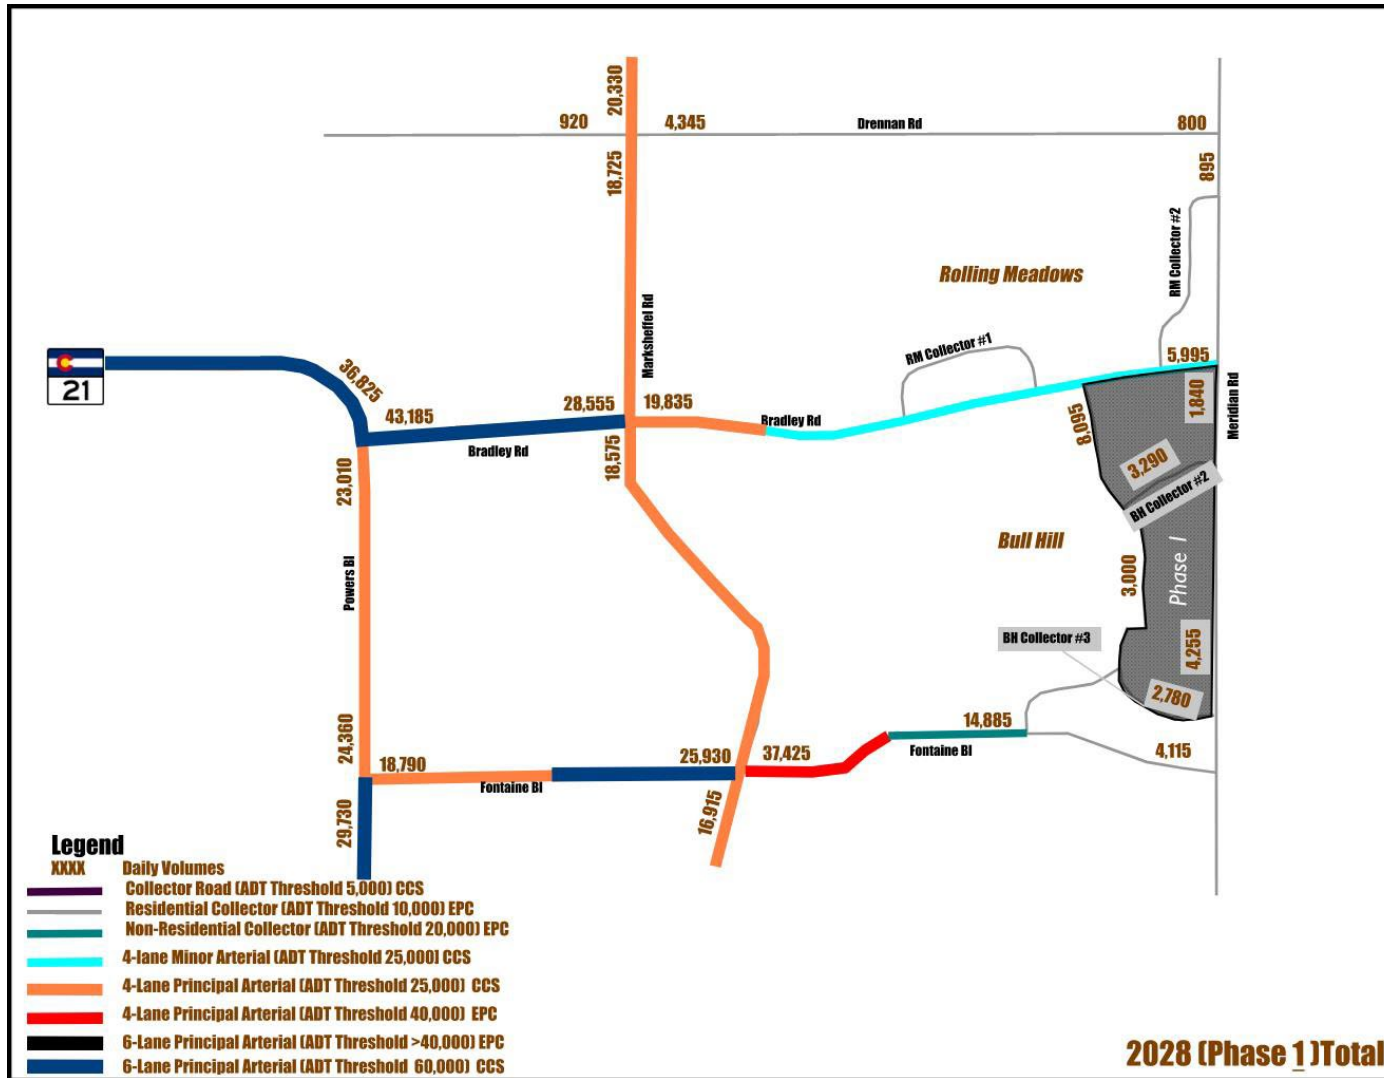 20,330
920
4,345
Drennan Rd
800
18,725
895
RM Collector #2
Rolling Meadows
Marksheffel Rd
RM Collector #1
5,995
21
36,825
43,185
28,555
19,835
Bradley Rd
Bradley Rd
1,840
Meridian Rd
8,095
18,575
23,010
3,290
BH Collector #2
Bull Hill
Phase I
3,000
Powers Bl
BH Collector #3
4,255
2,780
24,360
14,885
18,790
25,930
37,425
Fontaine Bl
4,115
Fontaine Bl
16,915
29,730
Legend
XXXX Daily Volumes
Collector Road (ADT Threshold 5,000) CCS
Residential Collector (ADT Threshold 10,000) EPC
Non-Residential Collector (ADT Threshold 20,000) EPC
4-lane Minor Arterial (ADT Threshold 25,000] CCS
4-Lane Principal Arterial (ADT Threshold 25,000) CCS
4-Lane Principal Arterial (ADT Threshold 40,000) EPC
6-Lane Principal Arterial (ADT Threshold >40,000) EPC
6-Lane Principal Arterial (ADT Threshold 60,000) CCS
2028 (Phase 1 )Total